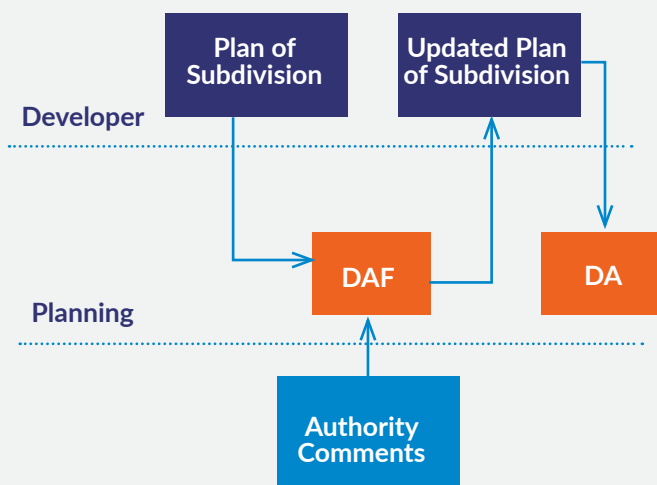 Plan of
Subdivision
Updated Plan
of Subdivision
Developer
DAF
DA
Planning
Authority
Comments